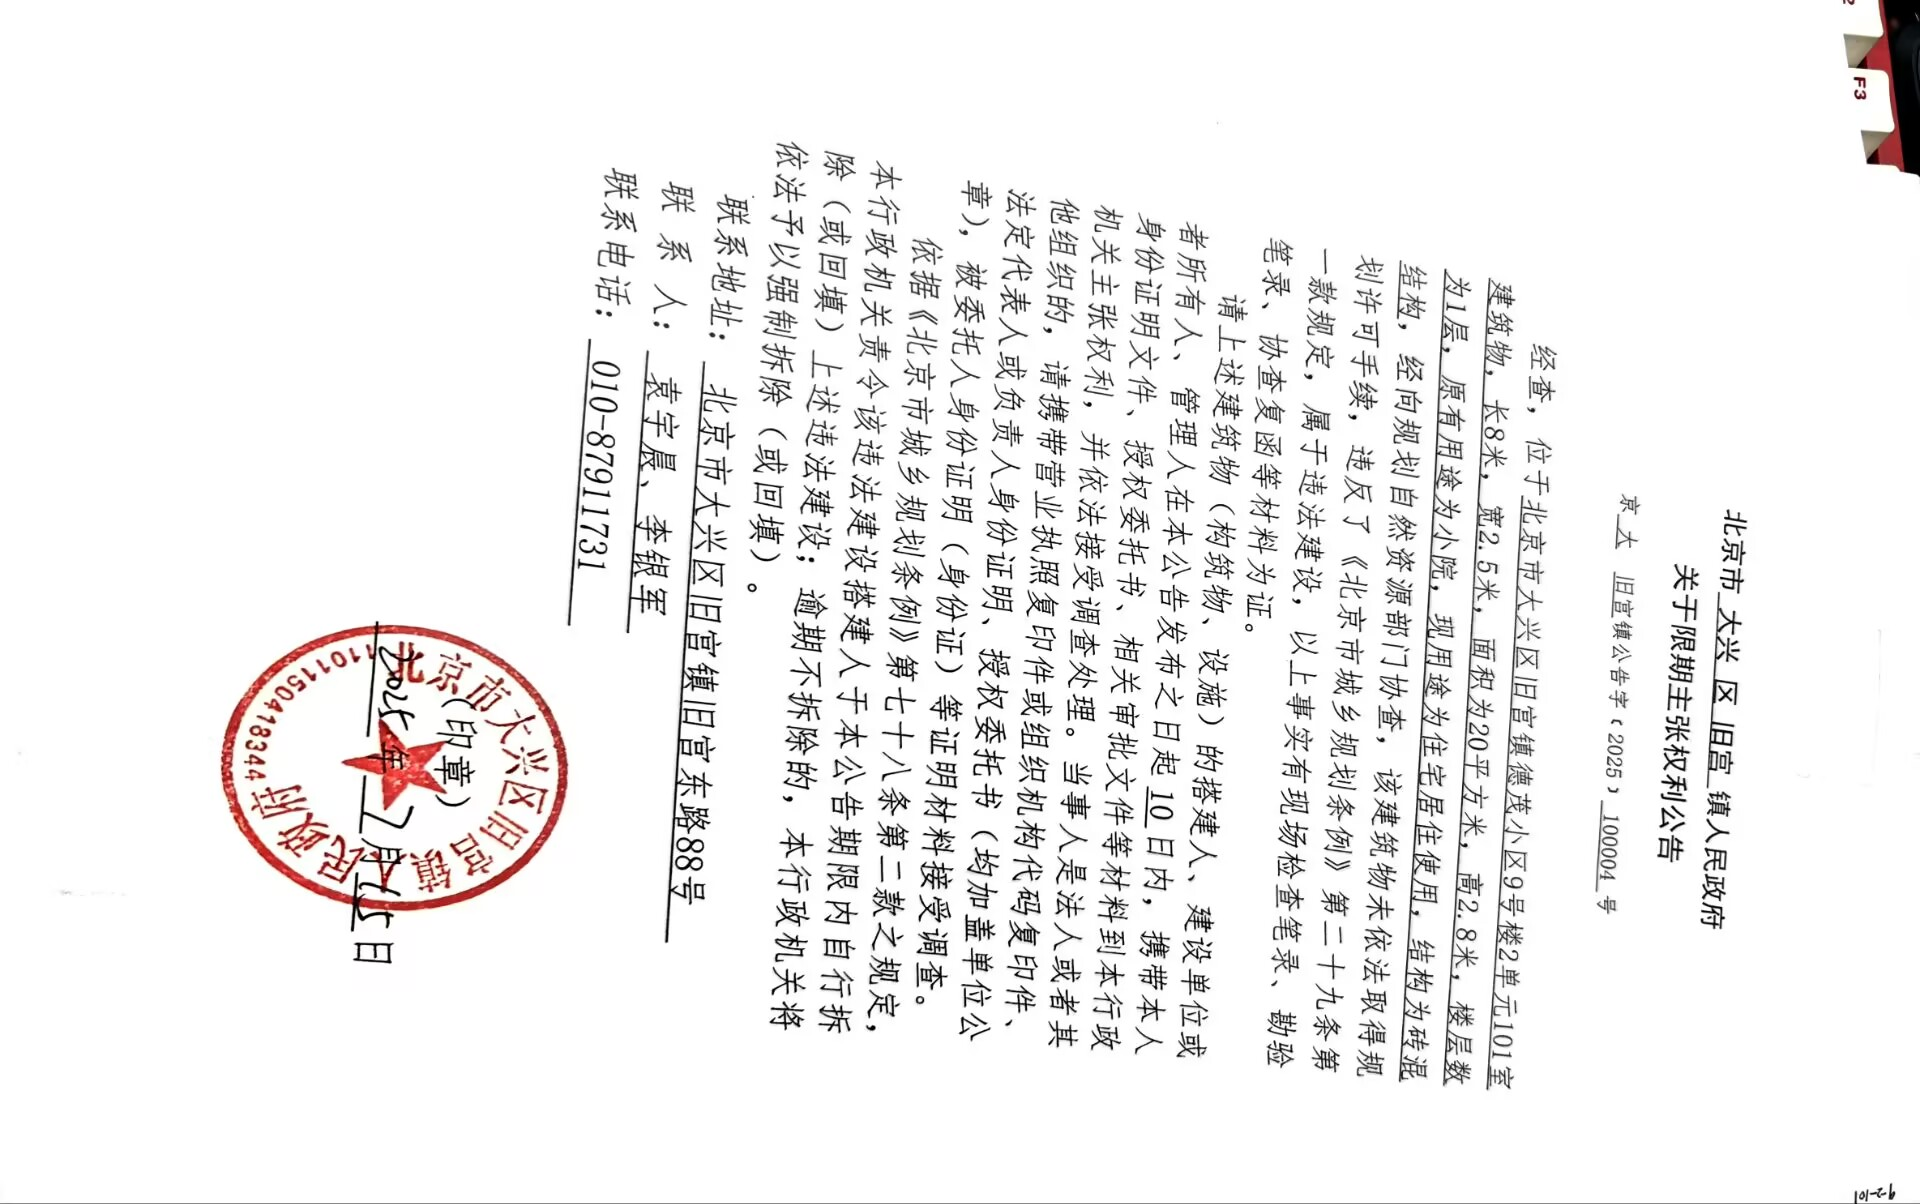 北京市 大兴 区 旧宫 镇人民政府
关于限期主张权利公告
京 大 旧宫镇公告字〔2025〕100004 号
经查，位于北京市大兴区旧宫镇德茂小区9号楼2单元101室
建筑物，长8米，宽2.5米，面积为20平方米，高2.8米，楼层数
为1层，原有用途为小院，现用途为住宅居住使用，结构为砖混
结构，经向规划自然资源部门协查，该建筑物未依法取得规
划许可手续，违反了《北京市城乡规划条例》第二十九条第
一款规定，属于违法建设，以上事实有现场检查笔录、勘验
笔录、协查复函等材料为证。
请上述建筑物（构筑物、设施）的搭建人、建设单位或
者所有人、管理人在本公告发布之日起 10 日内，携带本人
身份证明文件、授权委托书、相关审批文件等材料到本行政
机关主张权利，并依法接受调查处理。当事人是法人或者其
他组织的，请携带营业执照复印件或组织机构代码复印件、
法定代表人或负责人身份证明、授权委托书（均加盖单位公
章），被委托人身份证明（身份证）等证明材料接受调查。
依据《北京市城乡规划条例》第七十八条第二款之规定，
本行政机关责令该违法建设搭建人于本公告期限内自行拆
除（或回填）上述违法建设；逾期不拆除的，本行政机关将
依法予以强制拆除（或回填）。
联系地址： 北京市大兴区旧宫镇旧宫东路88号
联 系 人： 袁宇晨、李银军
联系电话： 010-87911731
（印章）
2025年 7月15日
北京市大兴区旧宫镇人民政府
1101150418344
F3
9-2-101